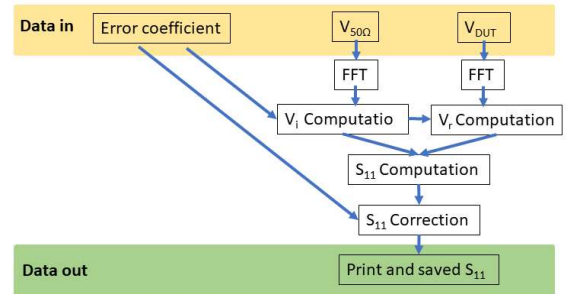 Data in
Error coefficient
V50Ω
VDUT
FFT
FFT
Vi Computatio
Vr Computation
S11 Computation
S11 Correction
Data out
Print and saved S11